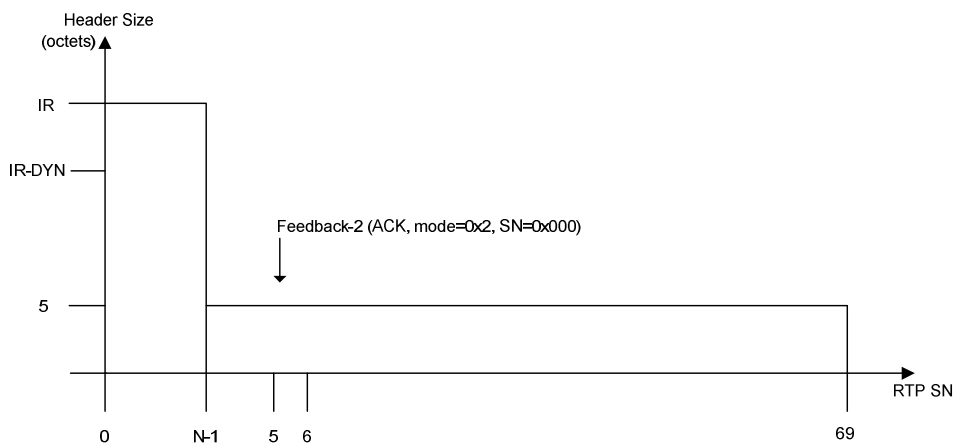 Header Size
(octets)
IR
IR-DYN
Feedback-2 (ACK, mode=0x2, SN=0x000)
5
RTP SN
0
N-1
5
6
69